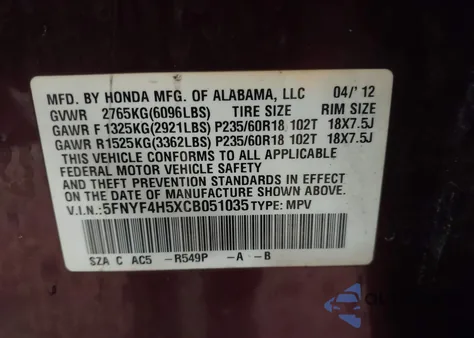 MFD. BY HONDA MFG. OF ALABAMA, LLC 04/'12
GVWR 2765KG(6096LBS) TIRE SIZE RIM SIZE
GAWR F 1325KG(2921LBS) P235/60R18 102T 18X7.5J
GAWR R1525KG(3362LBS) P235/60R18 102T 18X7.5J
THIS VEHICLE CONFORMS TO ALL APPLICABLE
FEDERAL MOTOR VEHICLE SAFETY
AND THEFT PREVENTION STANDARDS IN EFFECT
ON THE DATE OF MANUFACTURE SHOWN ABOVE.
V.I.N.:5FNYF4H5XCB051035 TYPE: MPV
SZA C AC5 -R549P -A -B